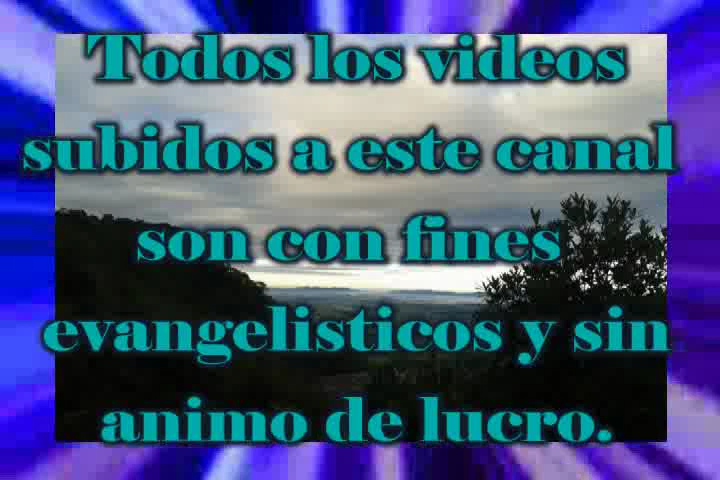 Todos los videos
subidos a este canal
son con fines
evangelisticos y sin
animo de lucro.